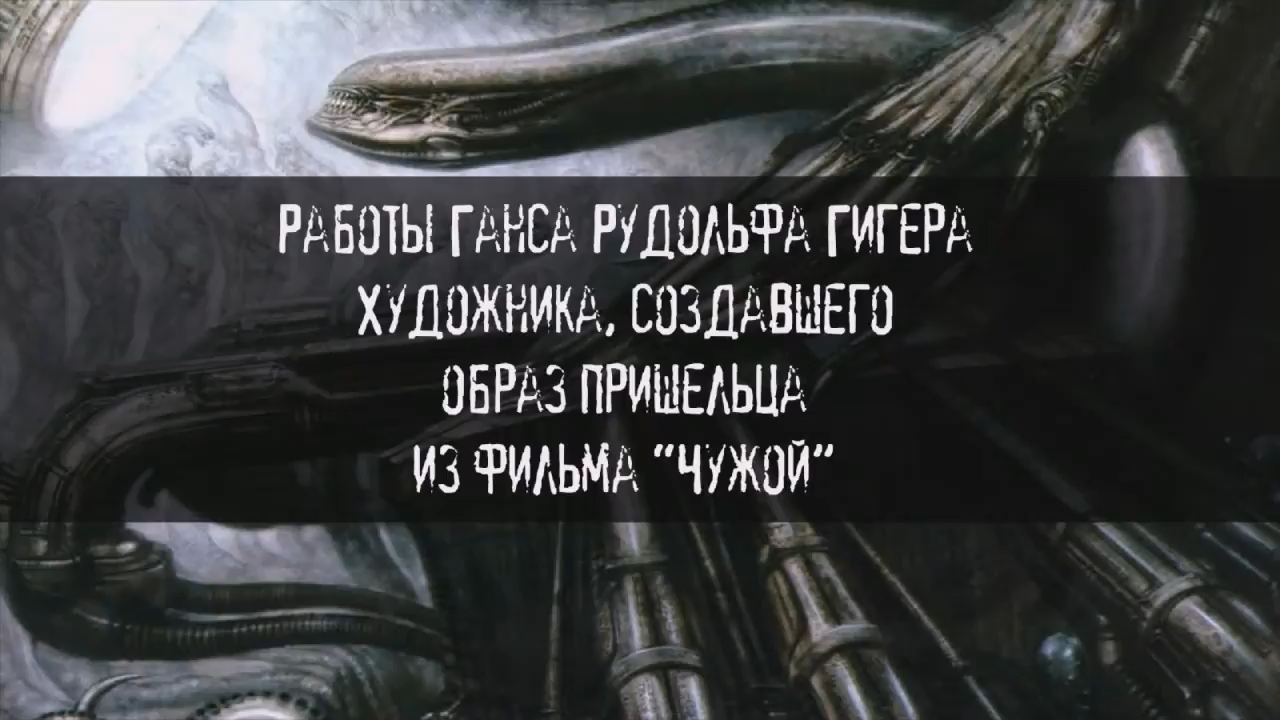 РАБОТЫ ГАНСА РУДОЛЬФА ГИГЕРА
ХУДОЖНИКА, СОЗДАВШЕГО
ОБРАЗ ПРИШЕЛЬЦА
ИЗ ФИЛЬМА "ЧУЖОЙ"